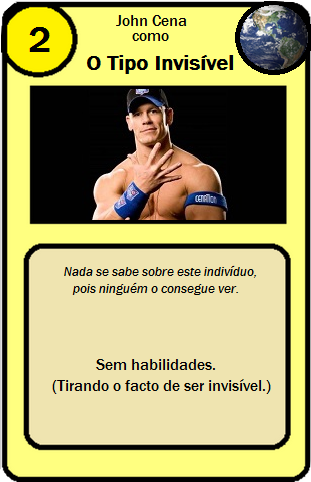 2
John Cena
como
O Tipo Invisível
CENATION
Nada se sabe sobre este indivíduo,
pois ninguém o consegue ver.
Sem habilidades.
(Tirando o facto de ser invisível.)